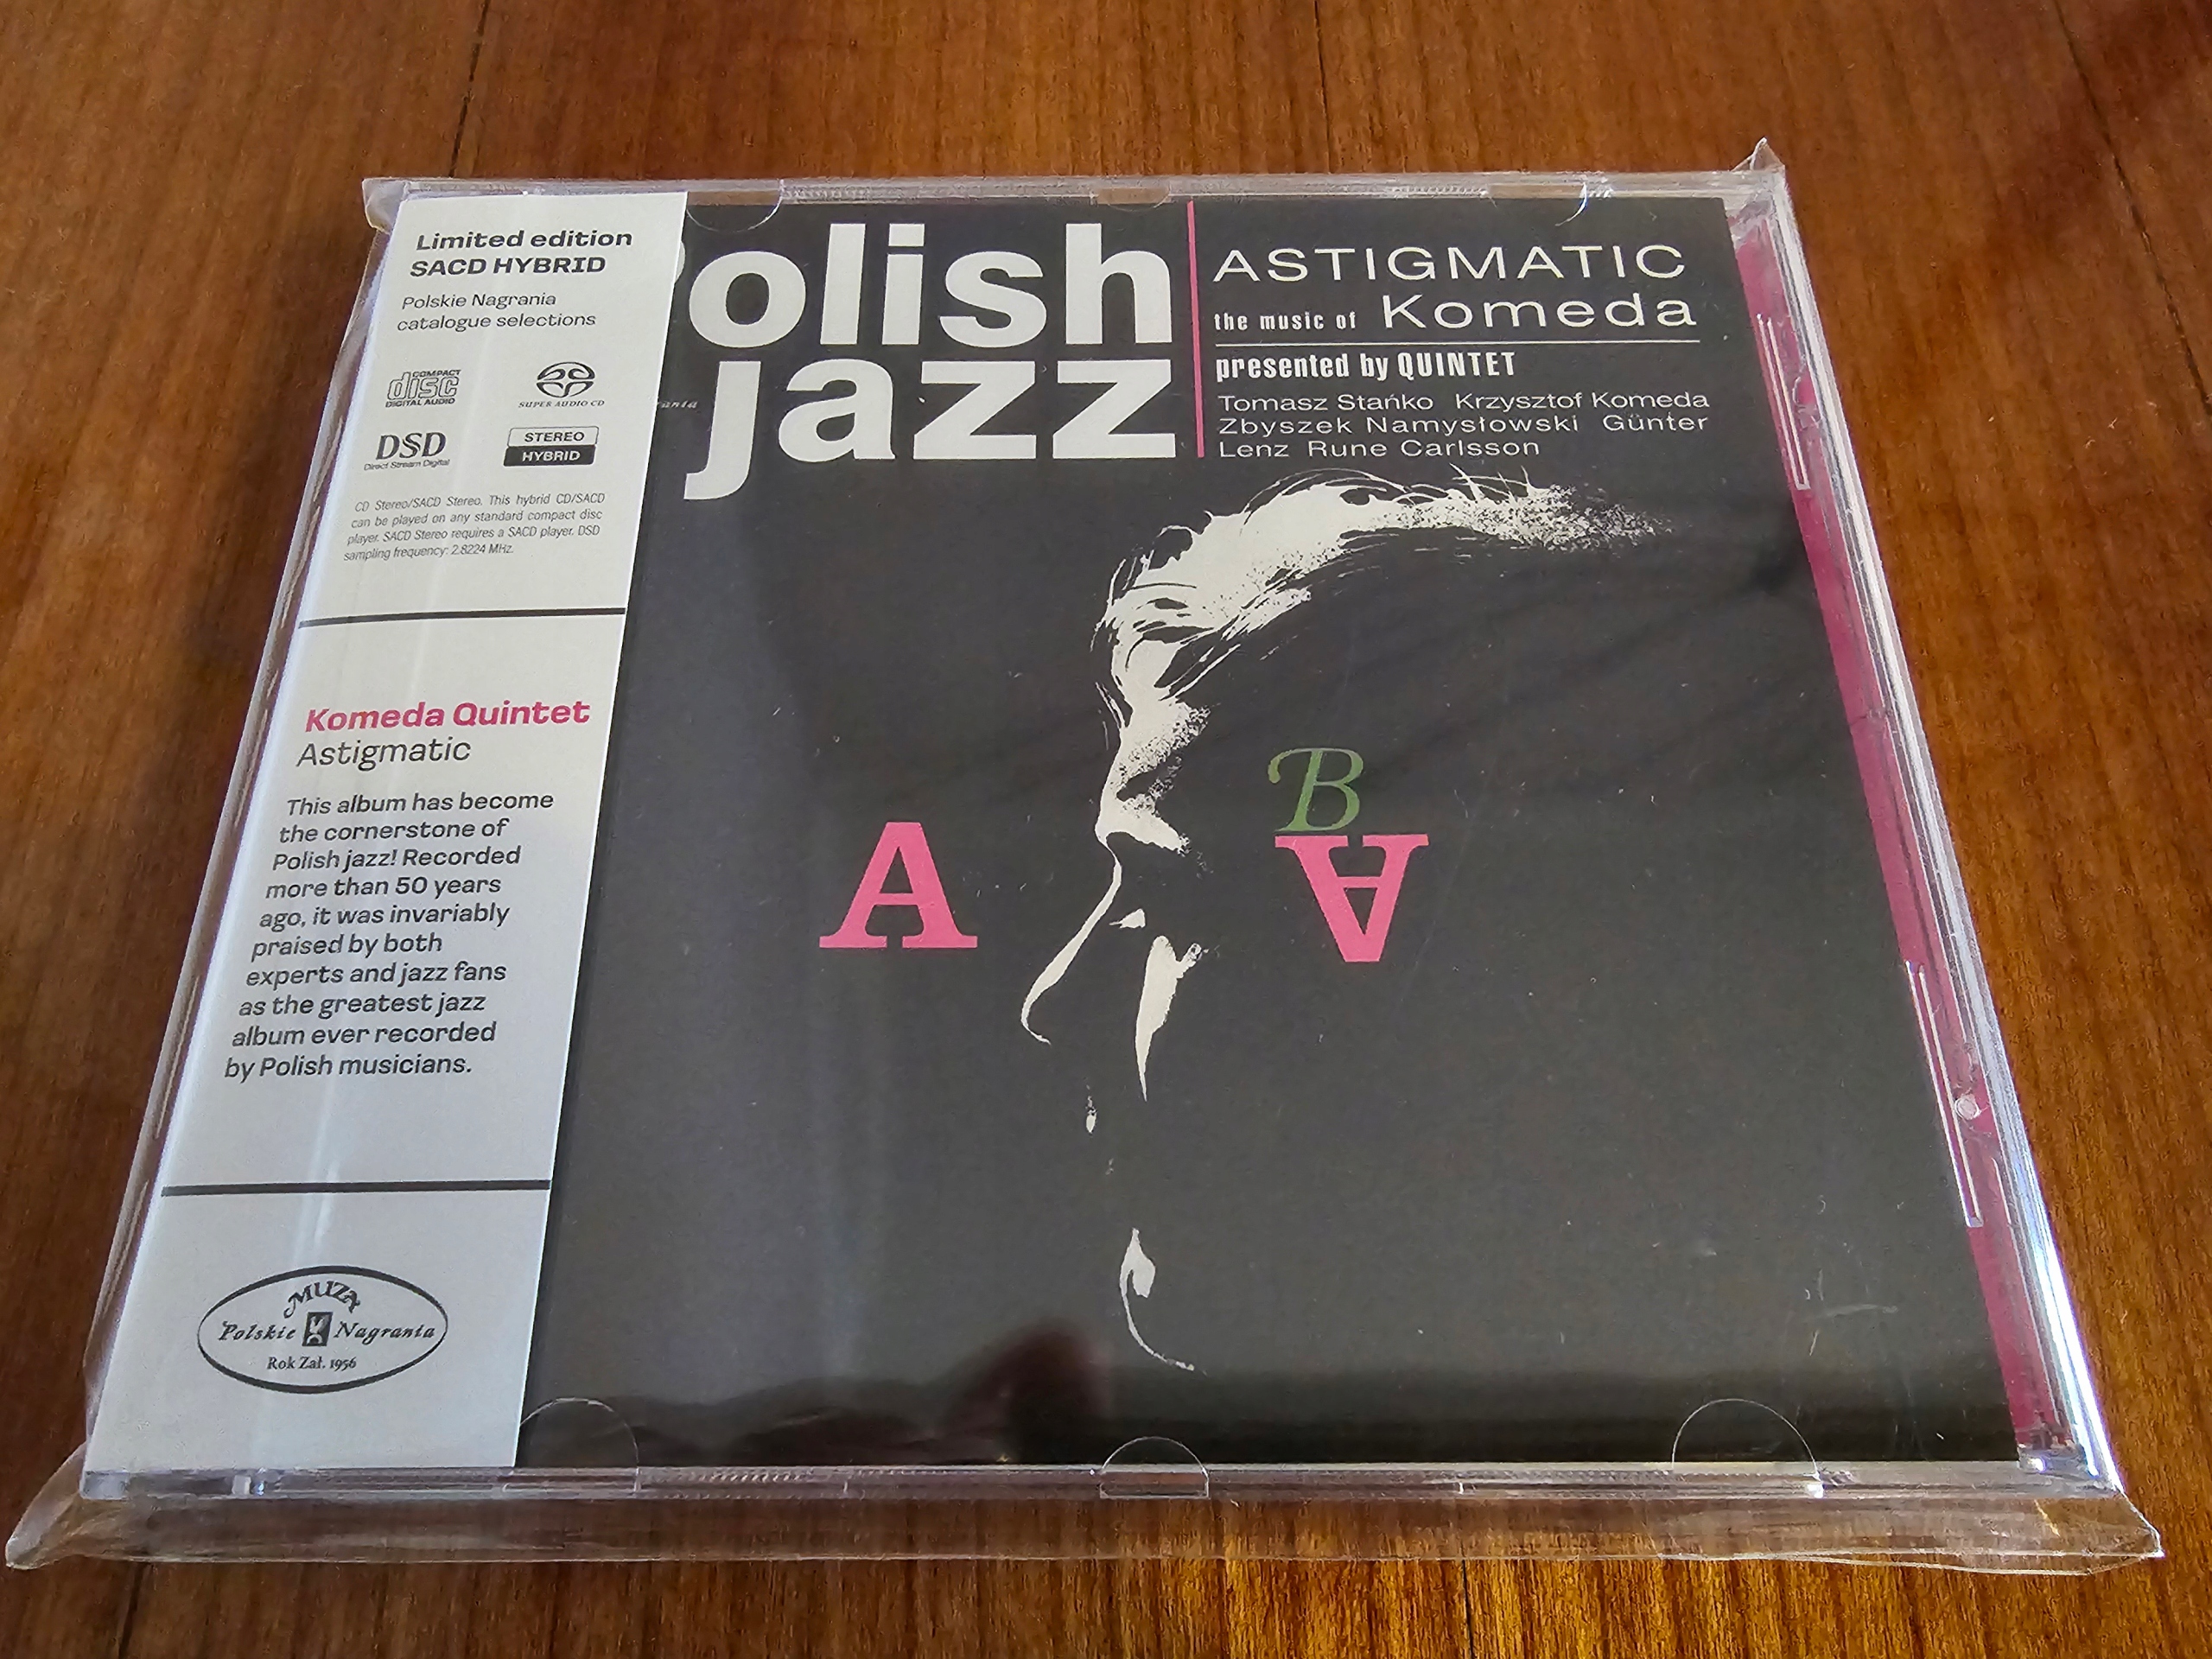 Limited edition
SACD HYBRID
Polskie Nagrania
catalogue selections
COMPACT
disc
DIGITAL AUDIO
SUPER AUDIO CD
DSD
Direct Stream Digital
STEREO
HYBRID
CD Stereo/SACD Stereo. This hybrid CD/SACD
can be played on any standard compact disc
player. SACD Stereo requires a SACD player. DSD
sampling frequency: 2.8224 MHz.
Komeda Quintet
Astigmatic
This album has become
the cornerstone of
Polish jazz! Recorded
more than 50 years
ago, it was invariably
praised by both
experts and jazz fans
as the greatest jazz
album ever recorded
by Polish musicians.
MUZA
Polskie Nagrania
Rok Zał. 1956
olish
jazz
ASTIGMATIC
the music of Komeda
presented by QUINTET
Tomasz Stańko Krzysztof Komeda
Zbyszek Namysłowski Günter
Lenz Rune Carlsson
B
A A